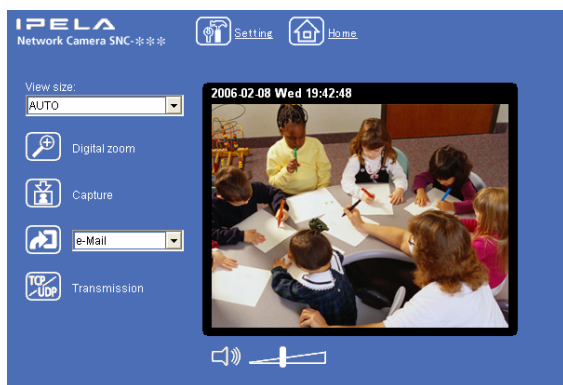 IPELA
Network Camera SNC-***
Setting
Home
View size:
AUTO
2006-02-08 Wed 19:42:48
Digital zoom
Capture
e-Mail
TCP
/UDP
Transmission